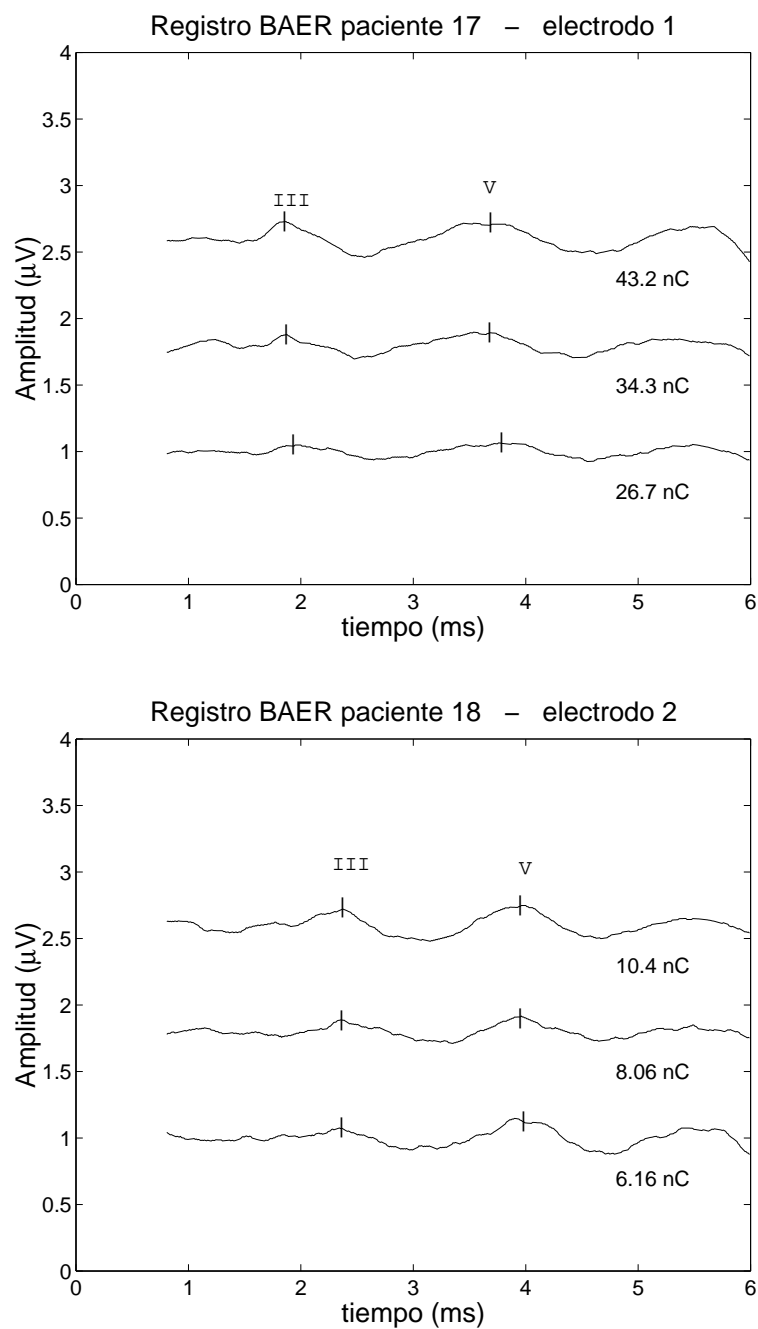 Registro BAER paciente 17 – electrodo 1
4
3.5
3
2.5
2
1.5
1
0.5
0
Amplitud (μV)
III
V
43.2 nC
34.3 nC
26.7 nC
0 1 2 3 4 5 6
tiempo (ms)
Registro BAER paciente 18 – electrodo 2
4
3.5
3
2.5
2
1.5
1
0.5
0
Amplitud (μV)
III
V
10.4 nC
8.06 nC
6.16 nC
0 1 2 3 4 5 6
tiempo (ms)